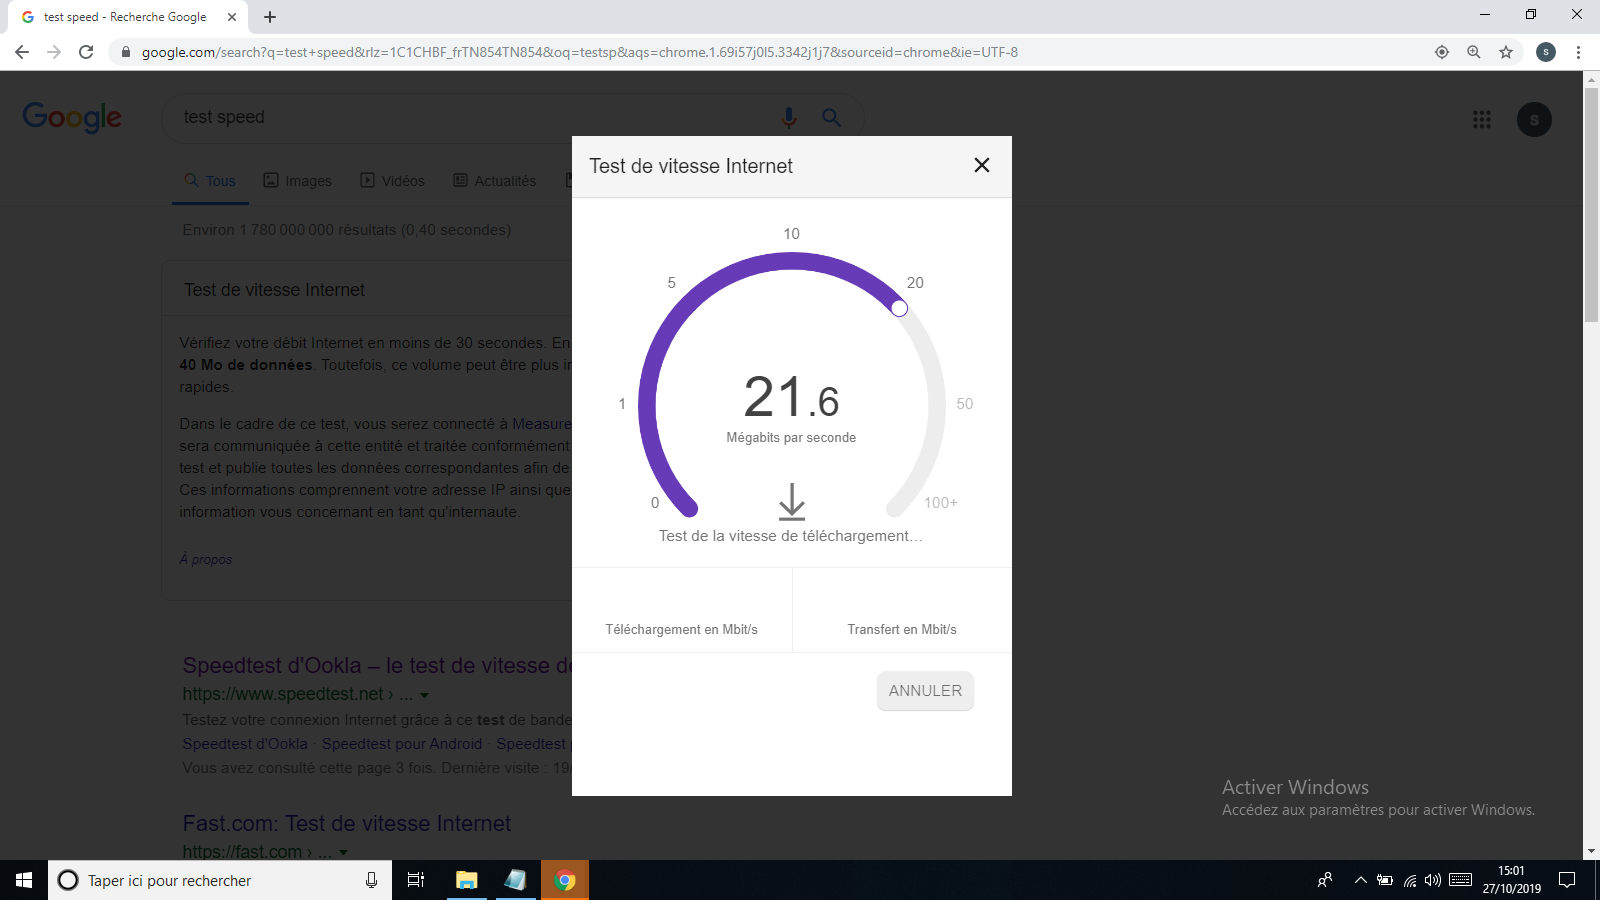 test speed - Recherche Google
google.com/search?q=test+speed&rlz=1C1CHBF_frTN854TN854&oq=testsp&aqs=chrome.1.69i57j0l5.3342j1j7&sourceid=chrome&ie=UTF-8
S
Google
test speed
S
Tous Images Vidéos Actualités
Environ 1 780 000 000 résultats (0,40 secondes)
Test de vitesse Internet
Vérifiez votre débit Internet en moins de 30 secondes. En
40 Mo de données. Toutefois, ce volume peut être plus
rapides.
Dans le cadre de ce test, vous serez connecté à Measure
sera communiquée à cette entité et traitée conformément
test et publie toutes les données correspondantes afin de
Ces informations comprennent votre adresse IP ainsi que
information vous concernant en tant qu'internaute.
À propos
Speedtest d'Ookla – le test de vitesse
https://www.speedtest.net › ...
Testez votre connexion Internet grâce à ce test de bande
Speedtest d'Ookla · Speedtest pour Android · Speedtest
Vous avez consulté cette page 3 fois. Dernière visite : 19/
Fast.com: Test de vitesse Internet
https://fast.com › ...
Test de vitesse Internet
10
5
20
1
50
0
100+
21.6
Mégabits par seconde
Test de la vitesse de téléchargement...
Téléchargement en Mbit/s
Transfert en Mbit/s
ANNULER
Activer Windows
Accédez aux paramètres pour activer Windows.
Taper ici pour rechercher
15:01
27/10/2019